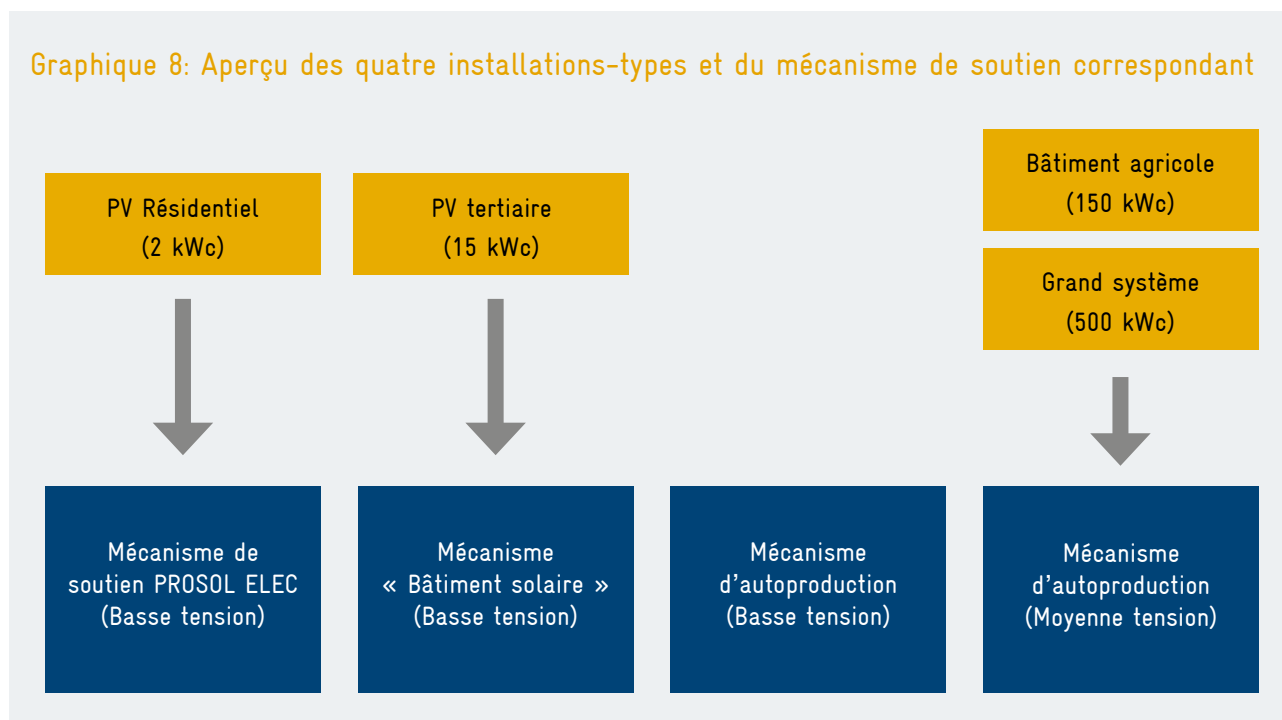 Graphique 8: Aperçu des quatre installations-types et du mécanisme de soutien correspondant
PV Résidentiel
(2 kWc)
PV tertiaire
(15 kWc)
Bâtiment agricole
(150 kWc)
Grand système
(500 kWc)
Mécanisme de
soutien PROSOL ELEC
(Basse tension)
Mécanisme
« Bâtiment solaire »
(Basse tension)
Mécanisme
d'autoproduction
(Basse tension)
Mécanisme
d'autoproduction
(Moyenne tension)